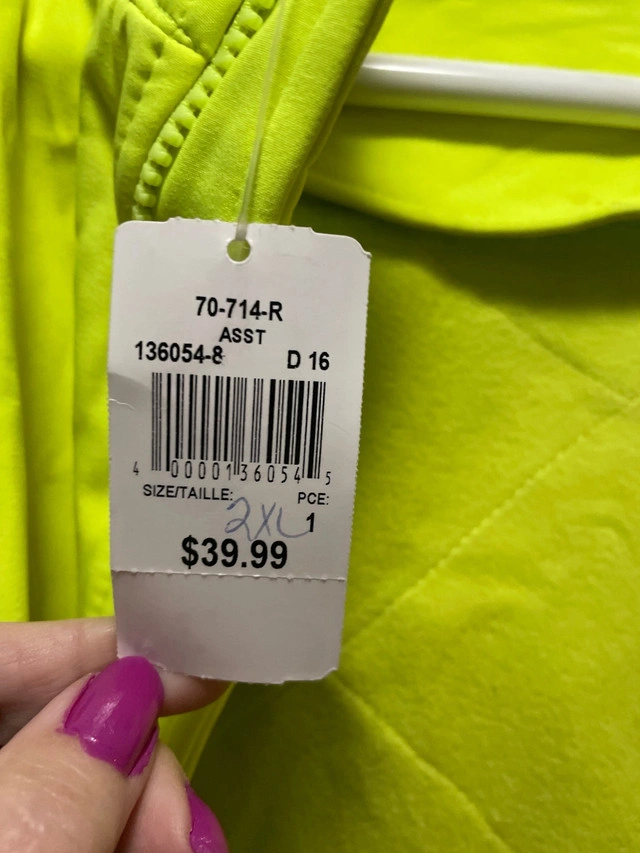 70-714-R
ASST
136054-8 D 16
4 00001 36054 5
SIZE/TAILLE: PCE:
2XL 1
$39.99